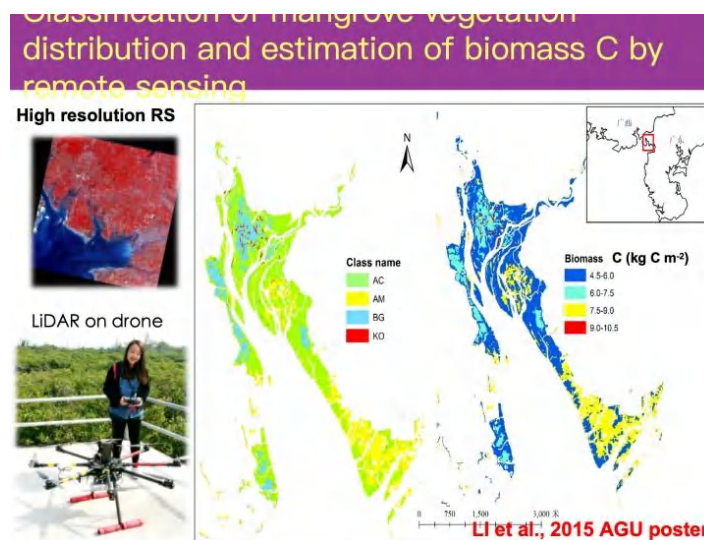 Classification of mangrove vegetation
distribution and estimation of biomass C by
remote sensing
High resolution RS
LiDAR on drone
N
Class name
AC
AM
BG
KO
Biomass C (kg C m-2)
4.5-6.0
6.0-7.5
7.5-9.0
9.0-10.5
广西
广东
0 750 1,500 3,000 米
LI et al., 2015 AGU poster